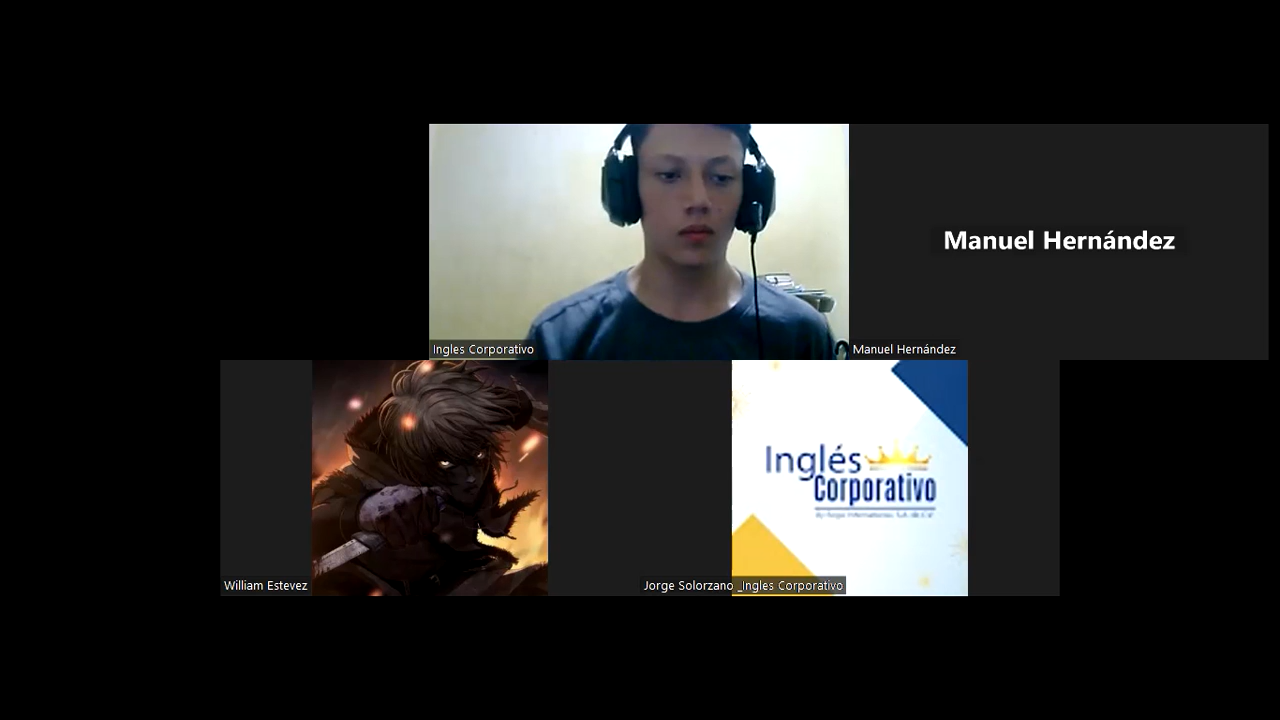 Manuel Hernández
Ingles Corporativo
Manuel Hernández
Inglés
Corporativo
William Estevez
Jorge Solorzano _Ingles Corporativo